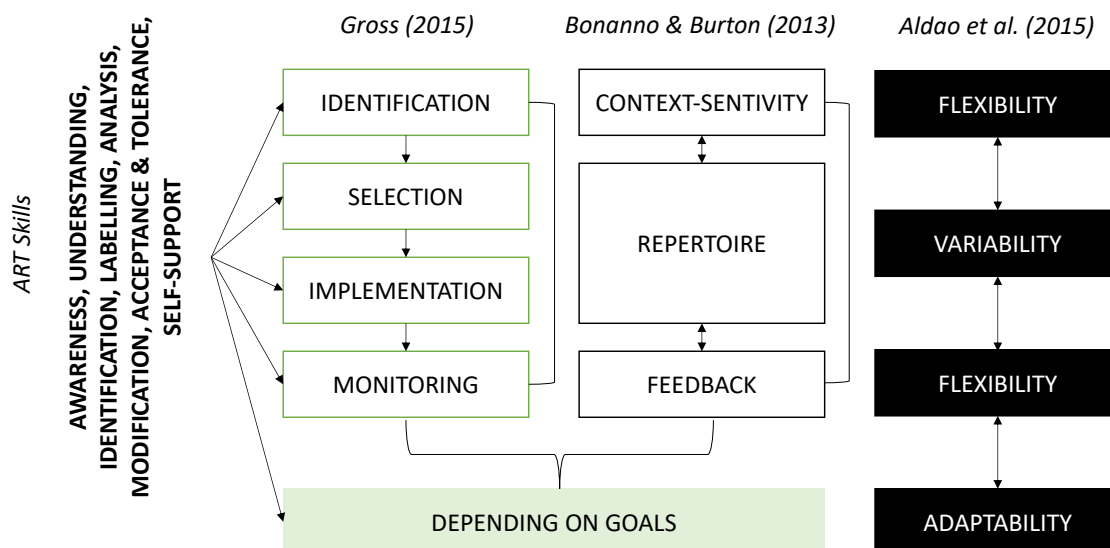 Gross (2015)
Bonanno & Burton (2013)
Aldao et al. (2015)
ART Skills
AWARENESS, UNDERSTANDING,
IDENTIFICATION, LABELLING, ANALYSIS,
MODIFICATION, ACCEPTANCE & TOLERANCE,
SELF-SUPPORT
IDENTIFICATION
SELECTION
IMPLEMENTATION
MONITORING
CONTEXT-SENTIVITY
REPERTOIRE
FEEDBACK
DEPENDING ON GOALS
FLEXIBILITY
VARIABILITY
FLEXIBILITY
ADAPTABILITY